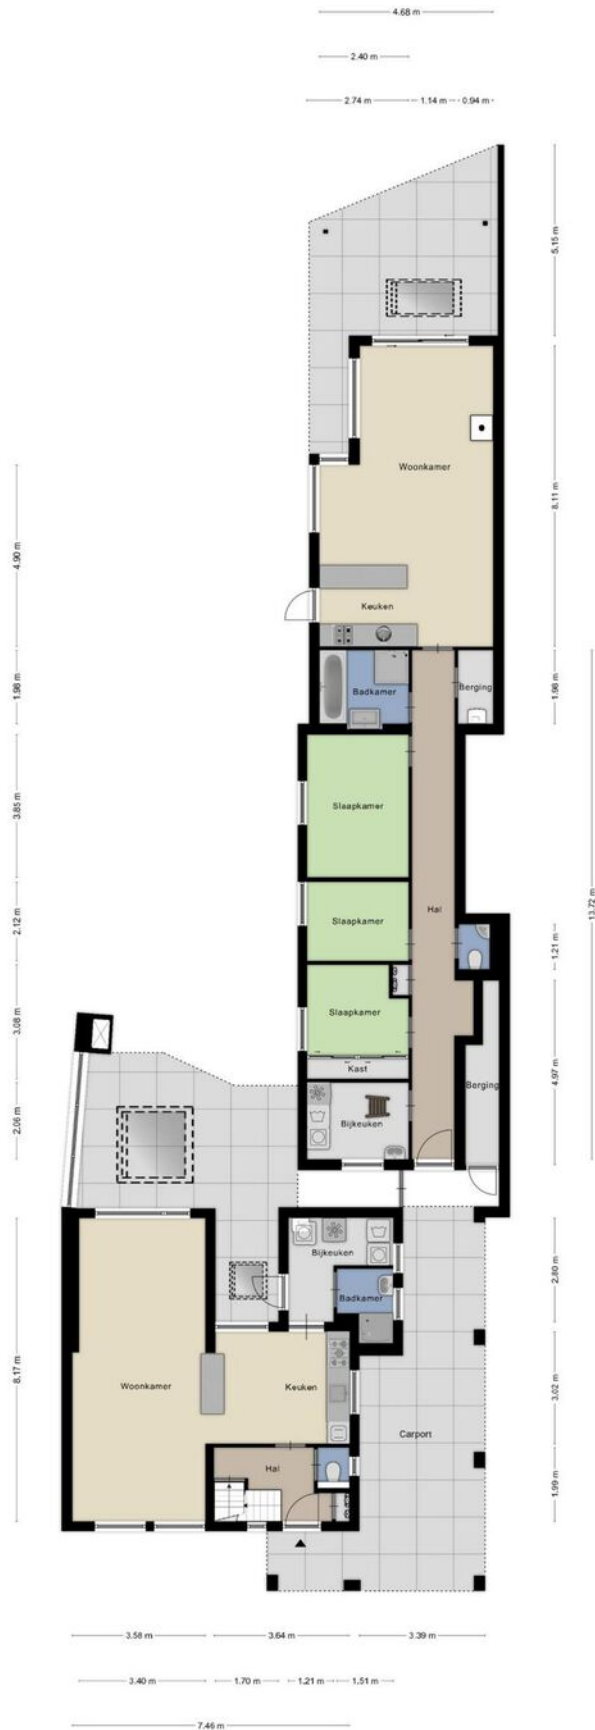 4.68 m
2.40 m
2.74 m
1.14 m
0.94 m
5.15 m
Woonkamer
8.11 m
4.90 m
Keuken
Badkamer
Berging
1.98 m
1.98 m
Slaapkamer
3.85 m
13.72 m
Slaapkamer
Hal
2.12 m
1.21 m
Slaapkamer
3.08 m
Kast
4.97 m
Berging
Bijkeuken
2.06 m
Bijkeuken
2.80 m
Badkamer
Woonkamer
Keuken
8.17 m
3.02 m
Carport
Hal
1.99 m
3.58 m
3.64 m
3.39 m
3.40 m
1.70 m
1.21 m
1.51 m
7.46 m